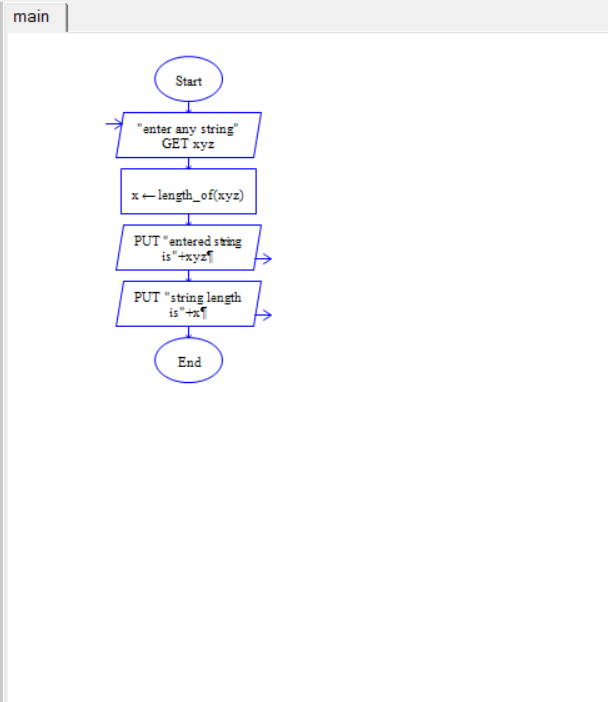 main
Start
"enter any string"
GET xyz
x ← length_of(xyz)
PUT "entered string
is"+xyz¶
PUT "string length
is"+x¶
End